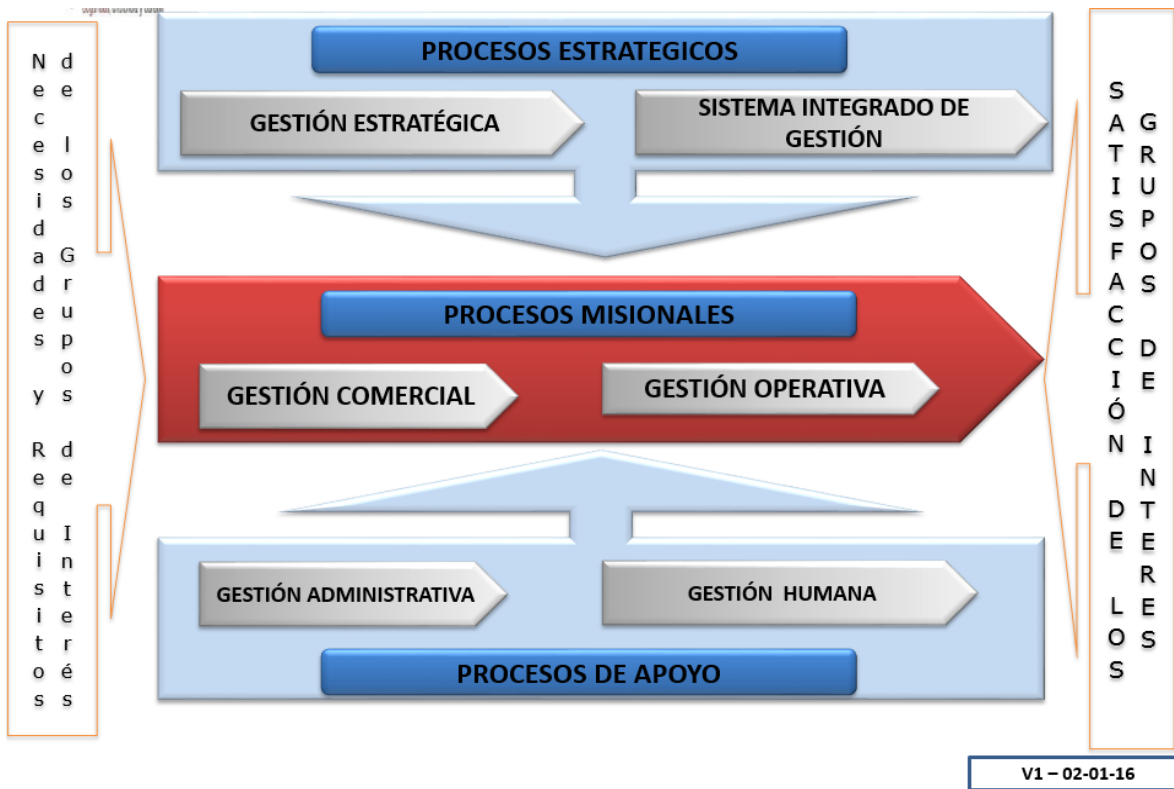 Necesidades y Requisitos
de los Grupos de Interés
PROCESOS ESTRATEGICOS
GESTIÓN ESTRATÉGICA
SISTEMA INTEGRADO DE
GESTIÓN
PROCESOS MISIONALES
GESTIÓN COMERCIAL
GESTIÓN OPERATIVA
GESTIÓN ADMINISTRATIVA
GESTIÓN HUMANA
PROCESOS DE APOYO
SATISFACCIÓN DE LOS
GRUPOS DE INTERES
V1 – 02-01-16